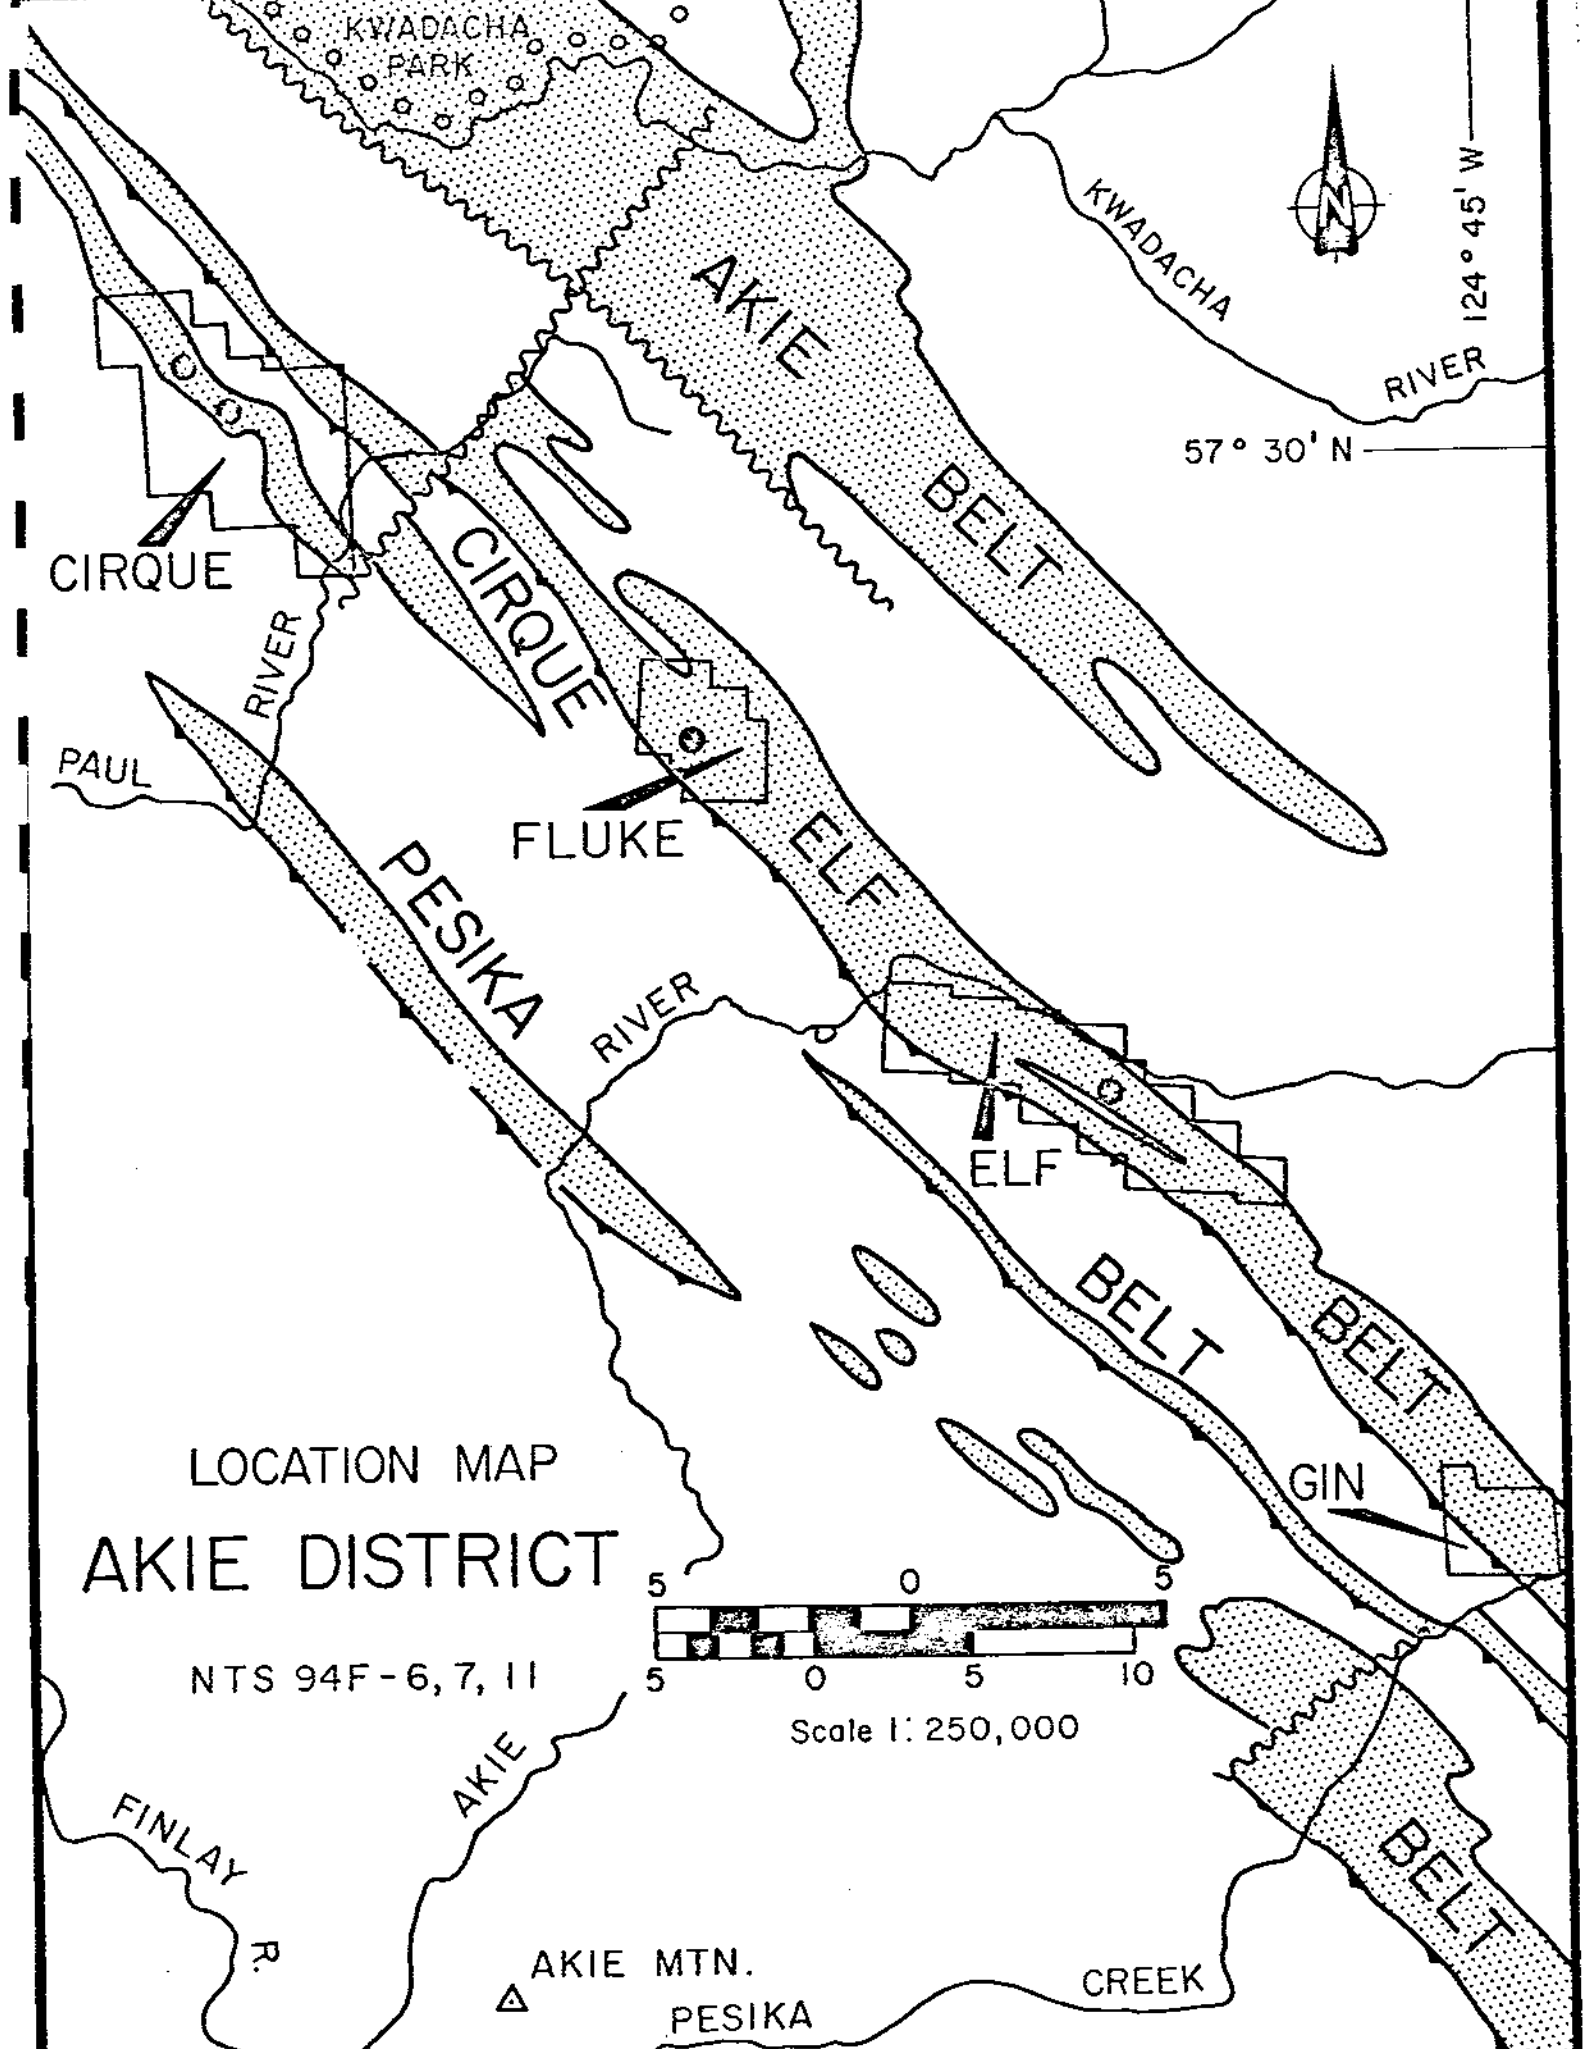 KWADACHA
PARK
N
124° 45' W
KWADACHA
RIVER
57° 30' N
AKIE
BELT
CIRQUE
CIRQUE
RIVER
PAUL
FLUKE
ELF
PESIKA
RIVER
ELF
BELT
BELT
GIN
LOCATION MAP
AKIE DISTRICT
NTS 94F-6, 7, 11
5 0 5
5 0 5 10
Scale 1: 250,000
AKIE
FINLAY
R.
BELT
AKIE MTN.
PESIKA
CREEK